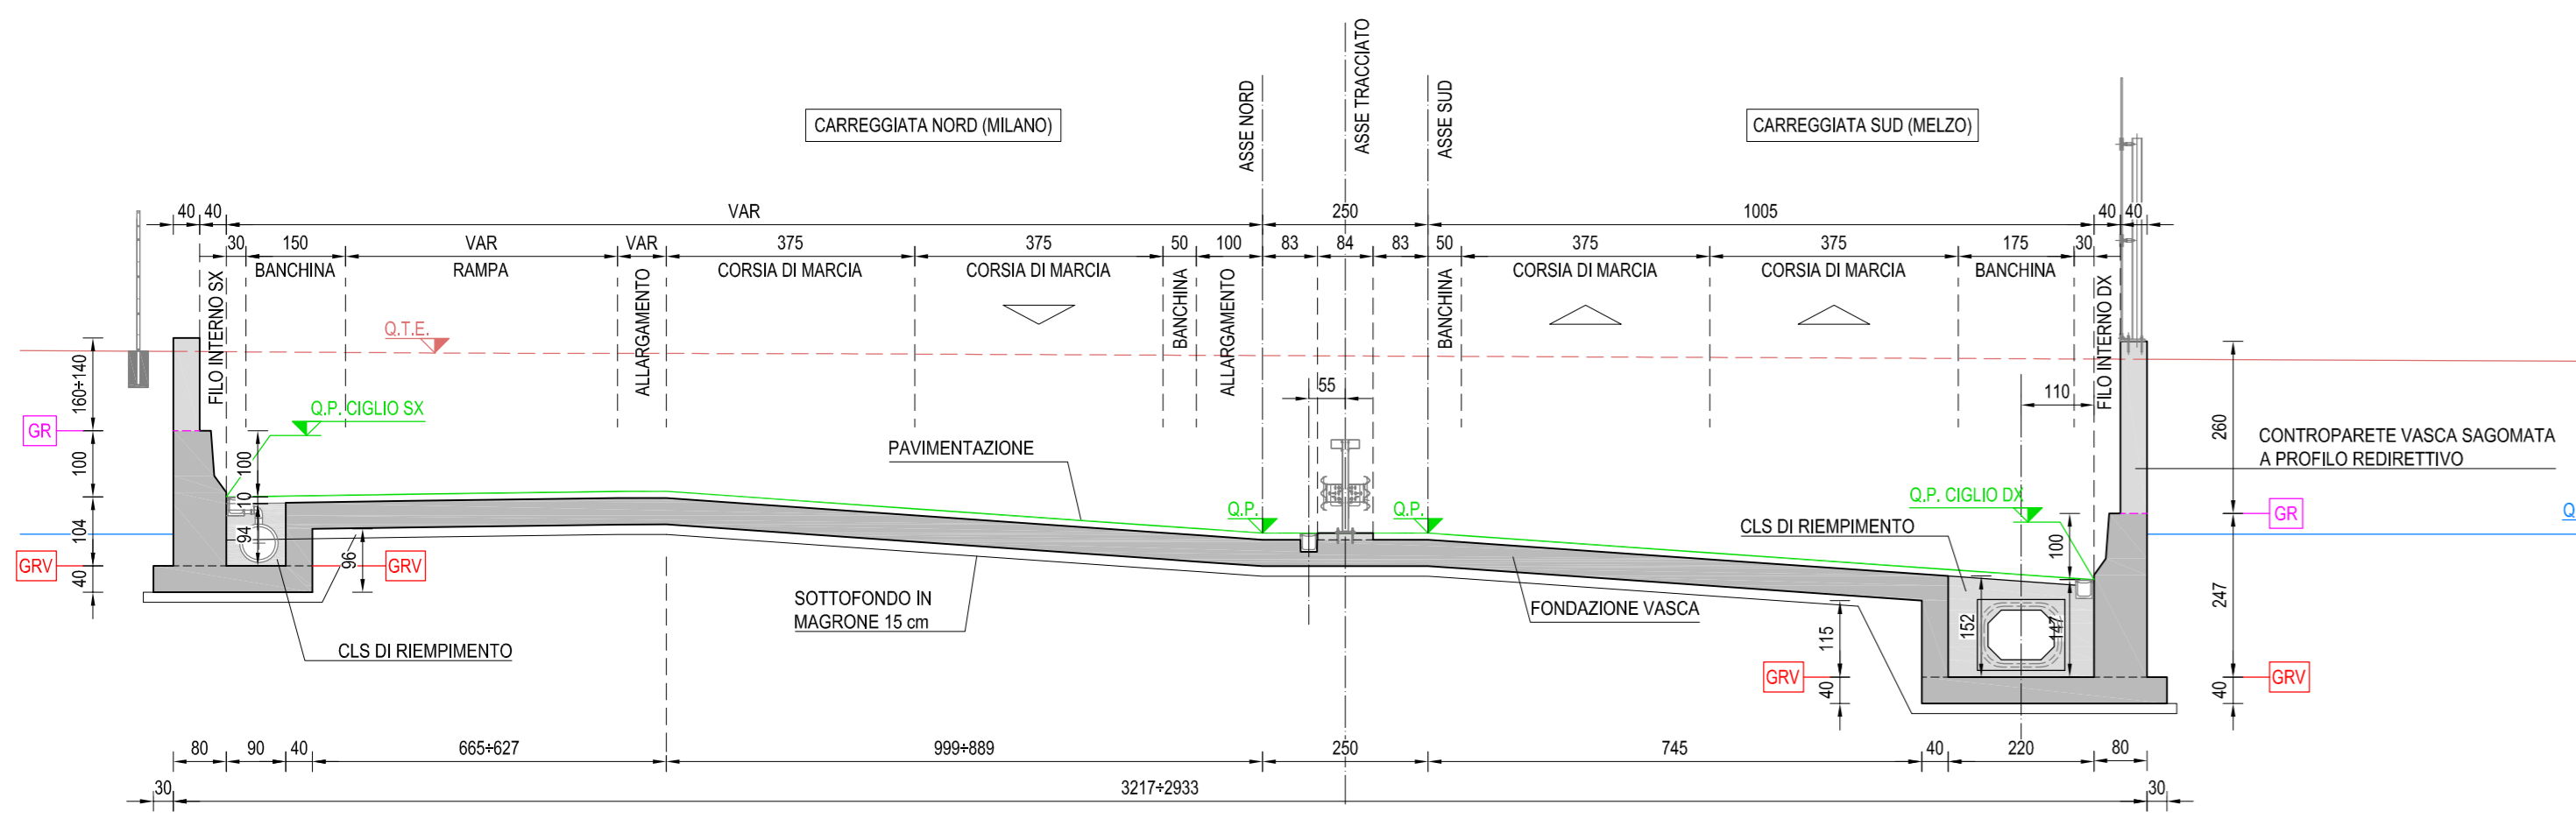 CARREGGIATA NORD (MILANO)
ASSE NORD
ASSE TRACCIATO
ASSE SUD
CARREGGIATA SUD (MELZO)
40 40 VAR 250 1005 40 40
30 150 VAR VAR 375 375 50 100 83 84 83 50 375 375 175 30
BANCHINA RAMPA CORSIA DI MARCIA CORSIA DI MARCIA CORSIA DI MARCIA CORSIA DI MARCIA BANCHINA
FILO INTERNO SX
ALLARGAMENTO
BANCHINA
ALLARGAMENTO
BANCHINA
FILO INTERNO DX
Q.T.E.
160÷140
55
110
260
Q.P. CIGLIO SX
GR
100
100
PAVIMENTAZIONE
CONTROPARETE VASCA SAGOMATA
A PROFILO REDIRETTIVO
10
Q.P.
Q.P.
Q.P. CIGLIO DX
GR
Q
104
94
96
CLS DI RIEMPIMENTO
100
GRV
GRV
40
SOTTOFONDO IN
MAGRONE 15 cm
FONDAZIONE VASCA
247
152
147
115
CLS DI RIEMPIMENTO
GRV
GRV
40
40
80 90 40 665÷627 999÷889 250 745 40 220 80
30 3217÷2933 30